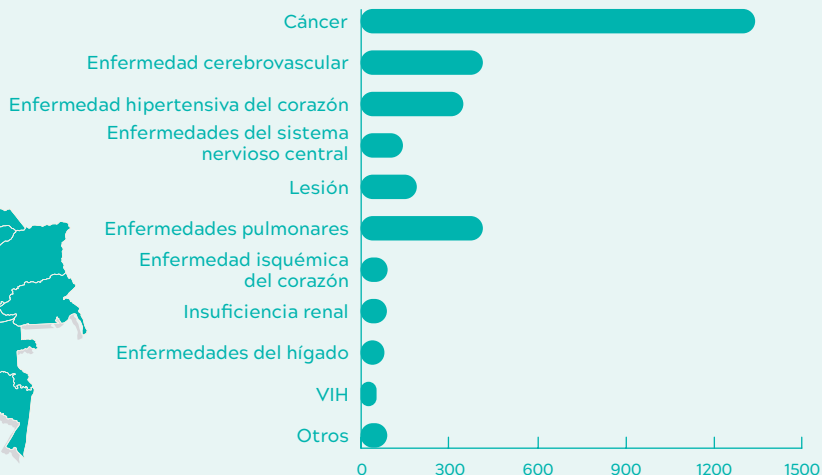 Cáncer
Enfermedad cerebrovascular
Enfermedad hipertensiva del corazón
Enfermedades del sistema
nervioso central
Lesión
Enfermedades pulmonares
Enfermedad isquémica
del corazón
Insuficiencia renal
Enfermedades del hígado
VIH
Otros
0 300 600 900 1200 1500